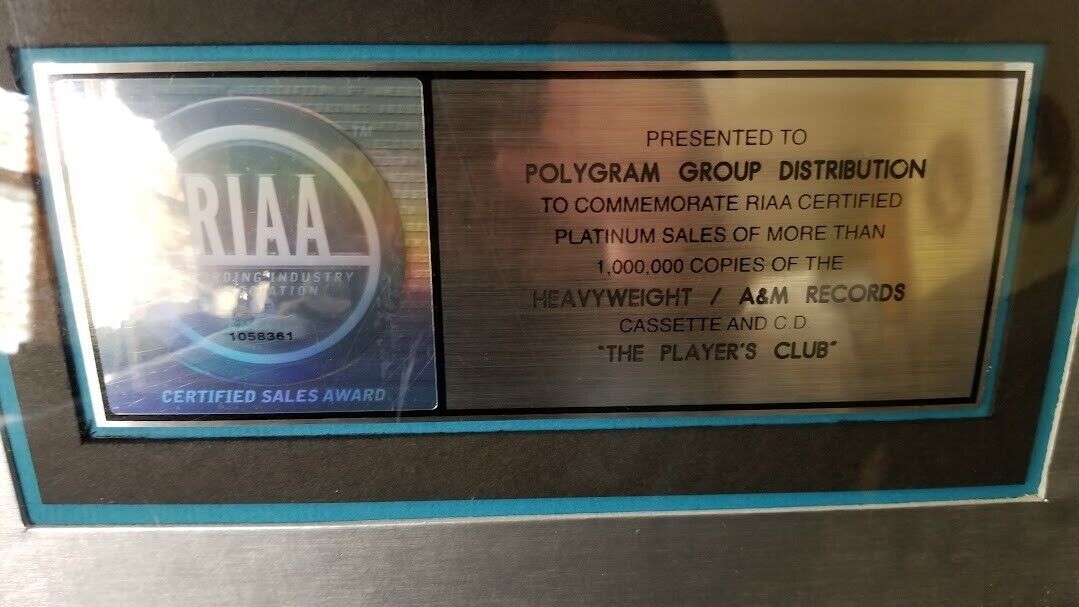 TM
RIAA
INDUSTRY
1058361
CERTIFIED SALES AWARD
PRESENTED TO
POLYGRAM GROUP DISTRIBUTION
TO COMMEMORATE RIAA CERTIFIED
PLATINUM SALES OF MORE THAN
1,000,000 COPIES OF THE
HEAVYWEIGHT / A&M RECORDS
CASSETTE AND C.D.
"THE PLAYER'S CLUB"